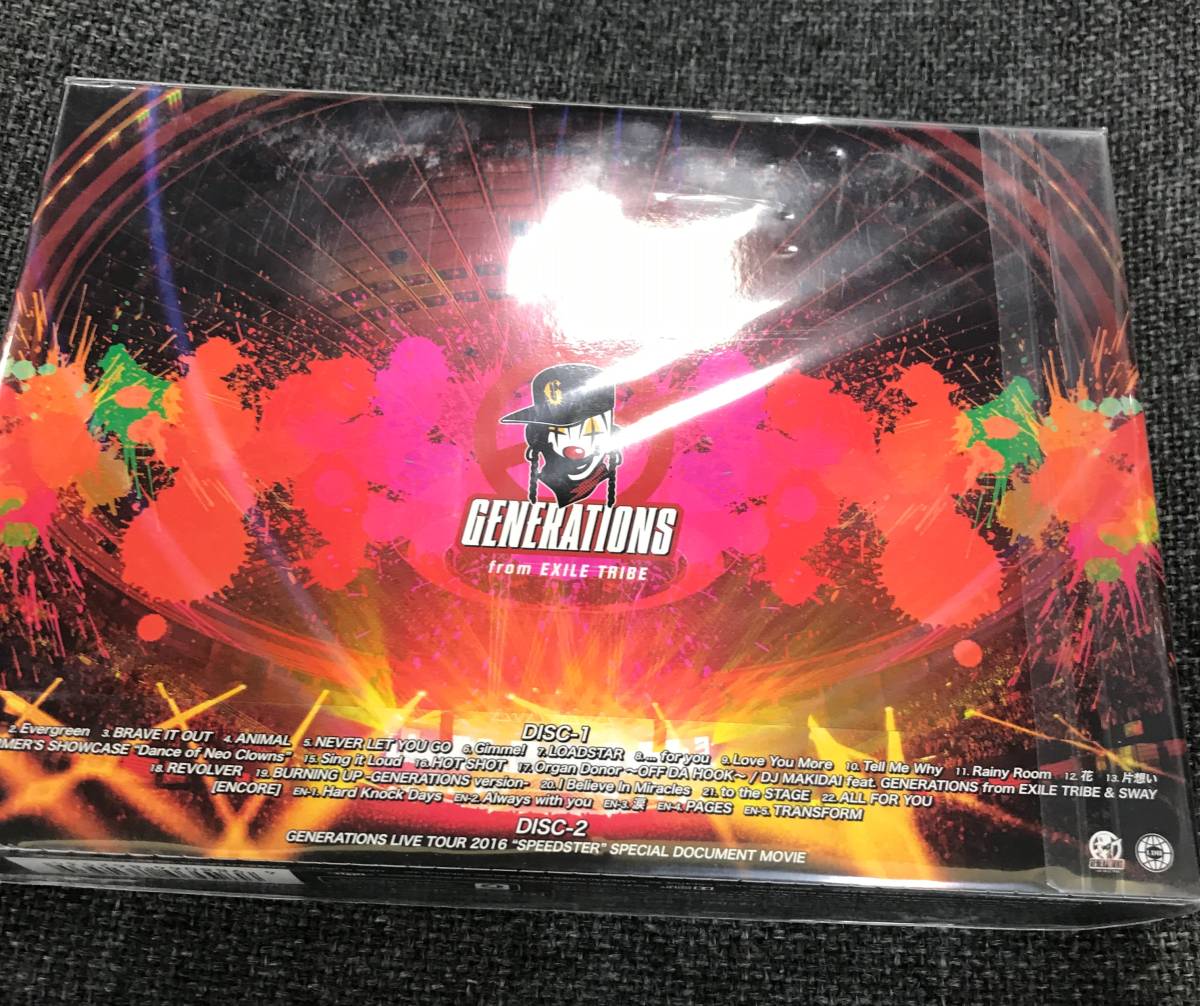 G
GENERATIONS
from EXILE TRIBE
DISC-1
2. Evergreen 3. BRAVE IT OUT 4. ANIMAL 5. NEVER LET YOU GO 6. Gimme! 7. LOADSTAR 8. ... for you 9. Love You More 10. Tell Me Why 11. Rainy Room 12. 花 13. 片想い
RMER'S SHOWCASE "Dance of Neo Clowns" 15. Sing it Loud 16. HOT SHOT 17. Organ Donor ～OFF DA HOOK～ / DJ MAKIDAI feat. GENERATIONS from EXILE TRIBE & SWAY
18. REVOLVER 19. BURNING UP -GENERATIONS version- 20. I Believe In Miracles 21. to the STAGE 22. ALL FOR YOU
[ENCORE] EN-1. Hard Knock Days EN-2. Always with you EN-3. 涙 EN-4. PAGES EN-5. TRANSFORM
DISC-2
GENERATIONS LIVE TOUR 2016 "SPEEDSTER" SPECIAL DOCUMENT MOVIE